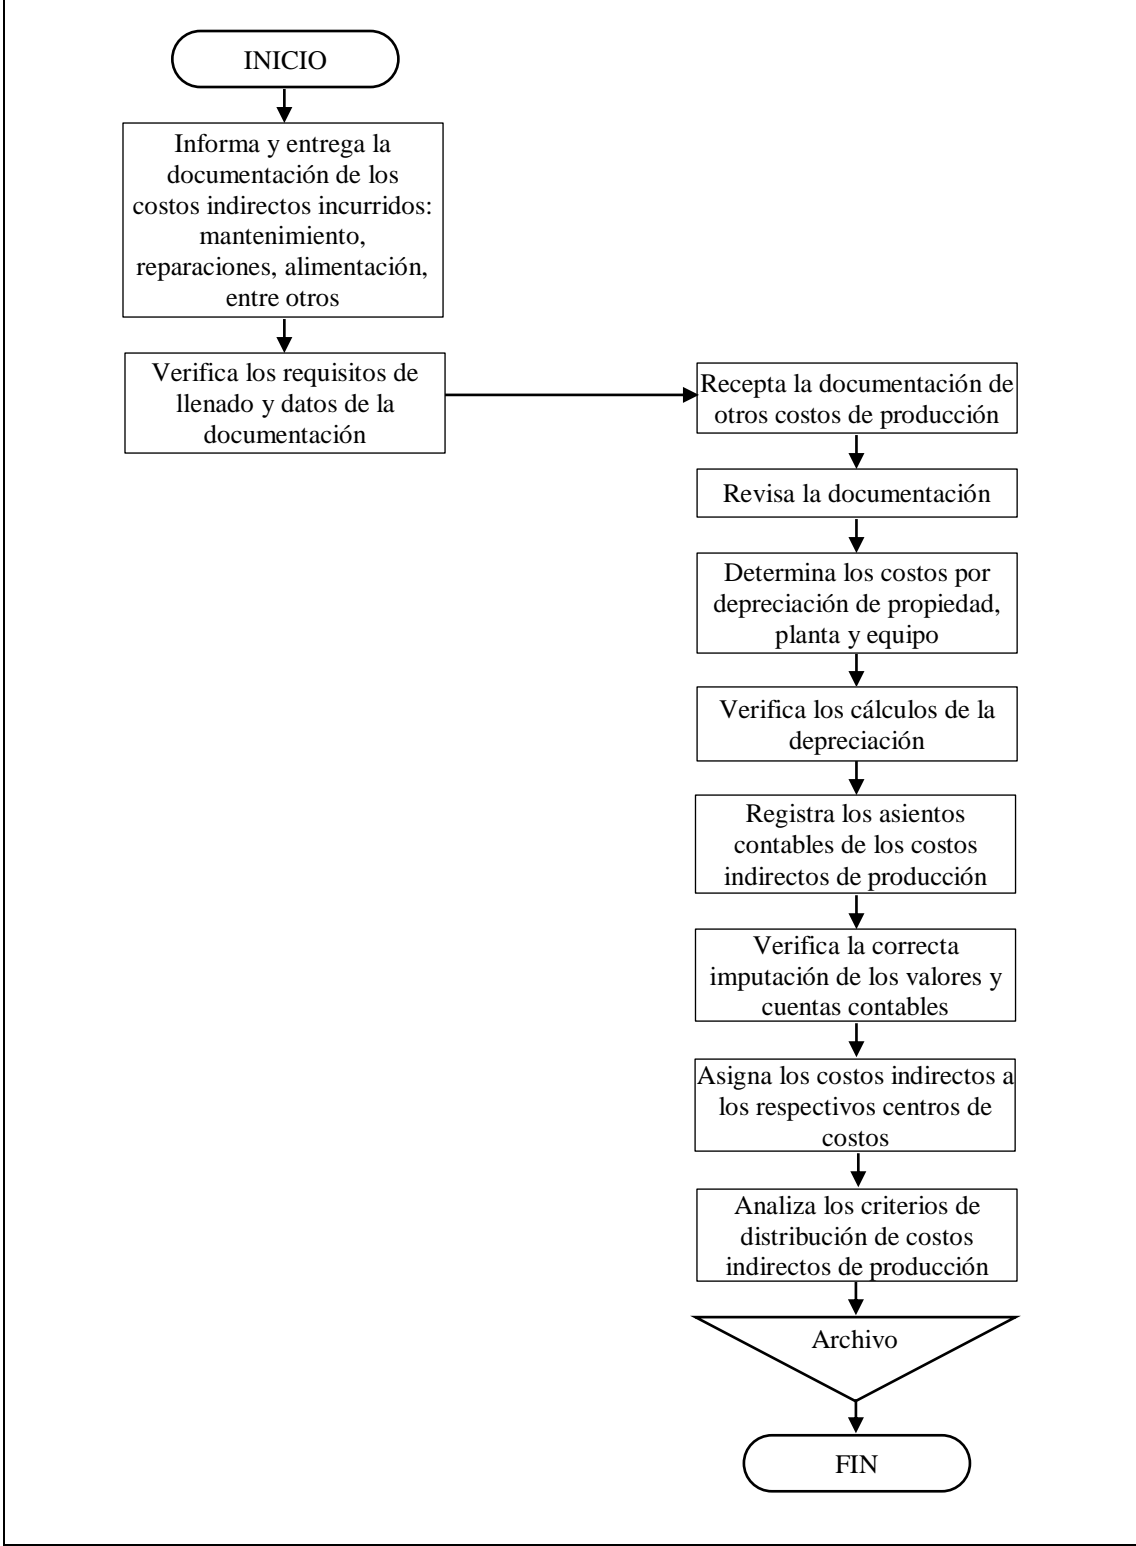 INICIO
Informa y entrega la
documentación de los
costos indirectos incurridos:
mantenimiento,
reparaciones, alimentación,
entre otros
Verifica los requisitos de
llenado y datos de la
documentación
Recepta la documentación de
otros costos de producción
Revisa la documentación
Determina los costos por
depreciación de propiedad,
planta y equipo
Verifica los cálculos de la
depreciación
Registra los asientos
contables de los costos
indirectos de producción
Verifica la correcta
imputación de los valores y
cuentas contables
Asigna los costos indirectos a
los respectivos centros de
costos
Analiza los criterios de
distribución de costos
indirectos de producción
Archivo
FIN